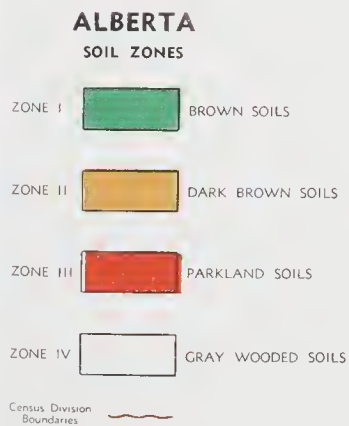 ALBERTA
SOIL ZONES
ZONE I BROWN SOILS
ZONE II DARK BROWN SOILS
ZONE III PARKLAND SOILS
ZONE IV GRAY WOODED SOILS
Census Division
Boundaries